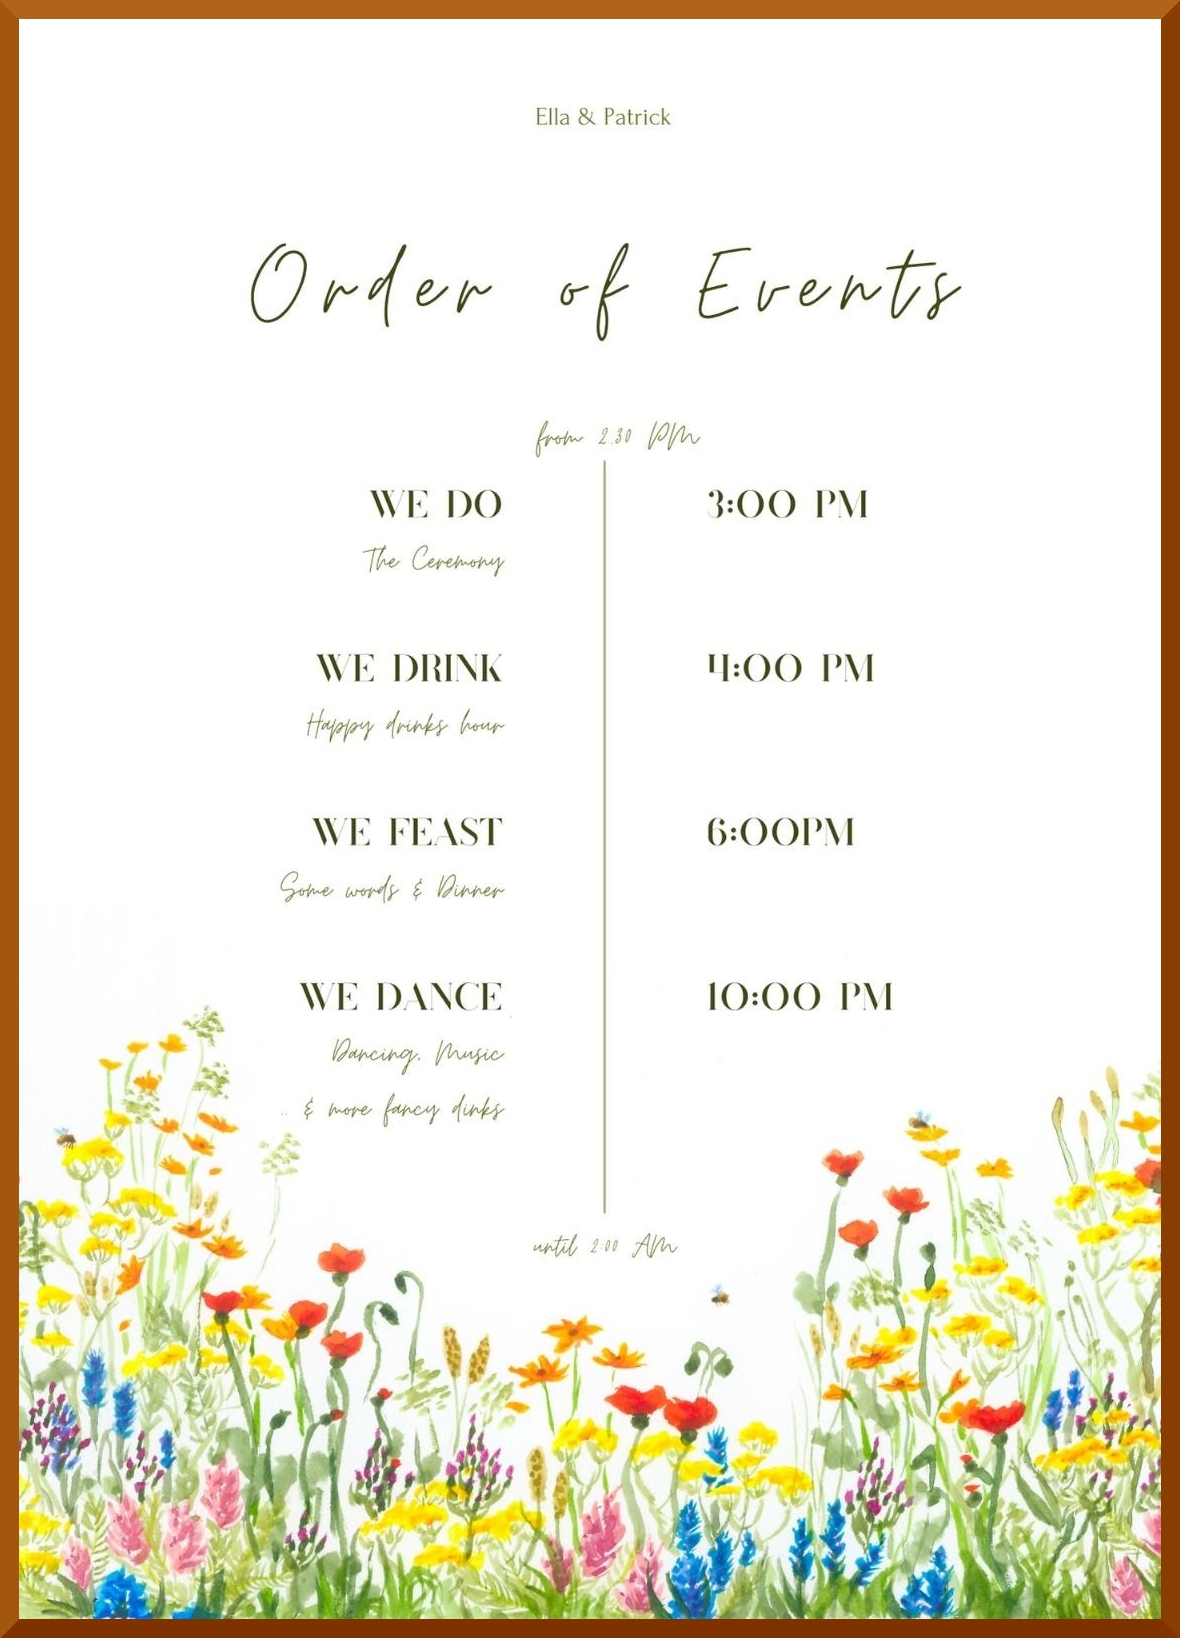 Ella & Patrick
Order of Events
from 2.30 PM
WE DO 3:00 PM
The Ceremony
WE DRINK 4:00 PM
Happy drinks hour
WE FEAST 6:00PM
Some words & Dinner
WE DANCE 10:00 PM
Dancing, Music
.. & more fancy dinks
until 2:00 AM